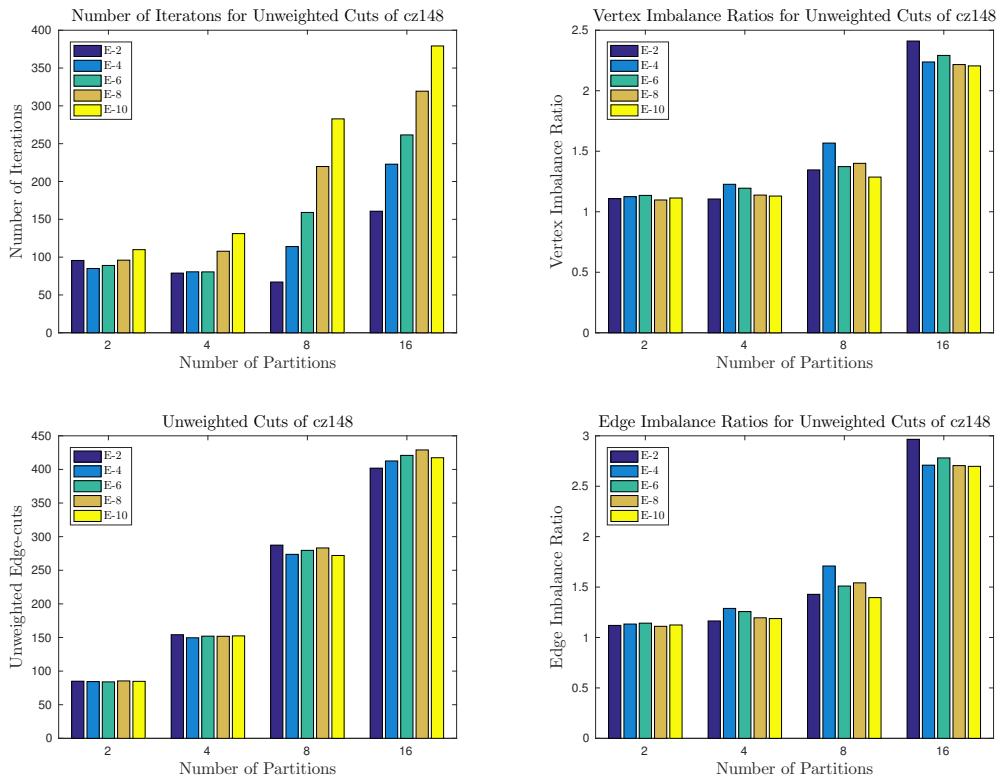 Number of Iteratons for Unweighted Cuts of cz148
400
350
300
250
200
150
100
50
0
Number of Iterations
E-2
E-4
E-6
E-8
E-10
2 4 8 16
Number of Partitions
Vertex Imbalance Ratios for Unweighted Cuts of cz148
2.5
2
1.5
1
0.5
0
Vertex Imbalance Ratio
E-2
E-4
E-6
E-8
E-10
2 4 8 16
Number of Partitions
Unweighted Cuts of cz148
450
400
350
300
250
200
150
100
50
0
Unweighted Edge-cuts
E-2
E-4
E-6
E-8
E-10
2 4 8 16
Number of Partitions
Edge Imbalance Ratios for Unweighted Cuts of cz148
3
2.5
2
1.5
1
0.5
0
Edge Imbalance Ratio
E-2
E-4
E-6
E-8
E-10
2 4 8 16
Number of Partitions